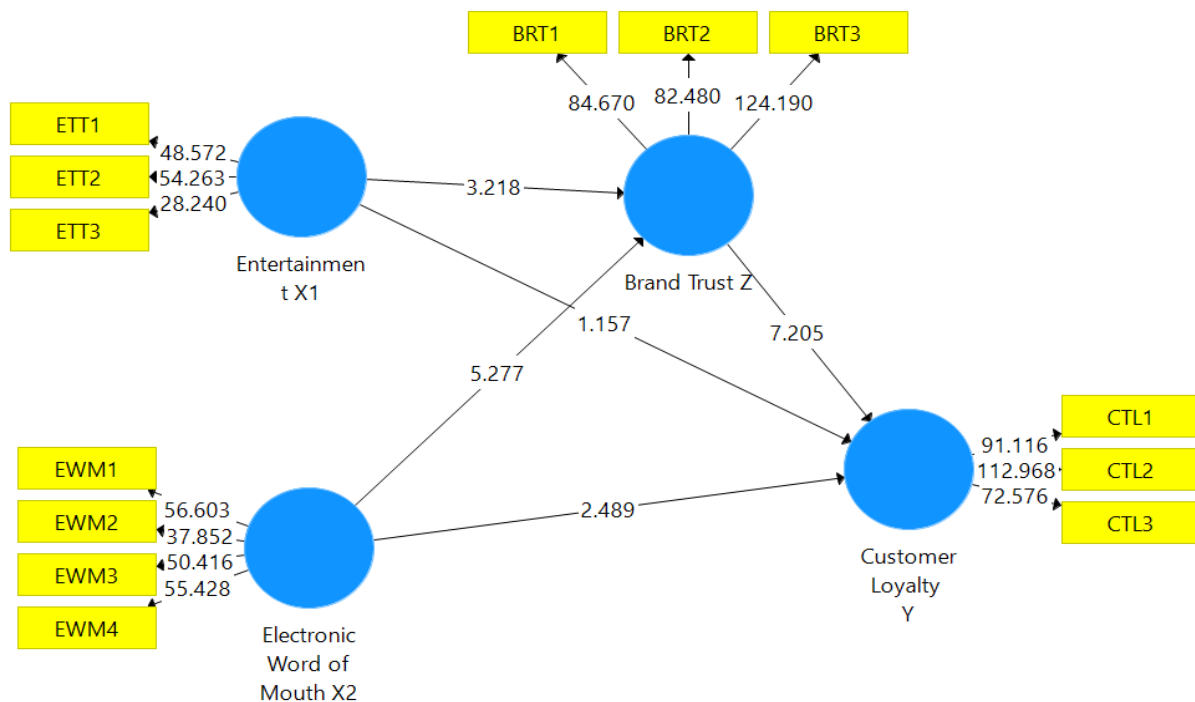 BRT1
BRT2
BRT3
84.670
82.480
124.190
ETT1
ETT2
ETT3
48.572
54.263
28.240
3.218
Entertainmen
t X1
Brand Trust Z
1.157
7.205
5.277
EWM1
EWM2
EWM3
EWM4
56.603
37.852
50.416
55.428
2.489
CTL1
CTL2
CTL3
91.116
112.968
72.576
Customer
Loyalty
Y
Electronic
Word of
Mouth X2